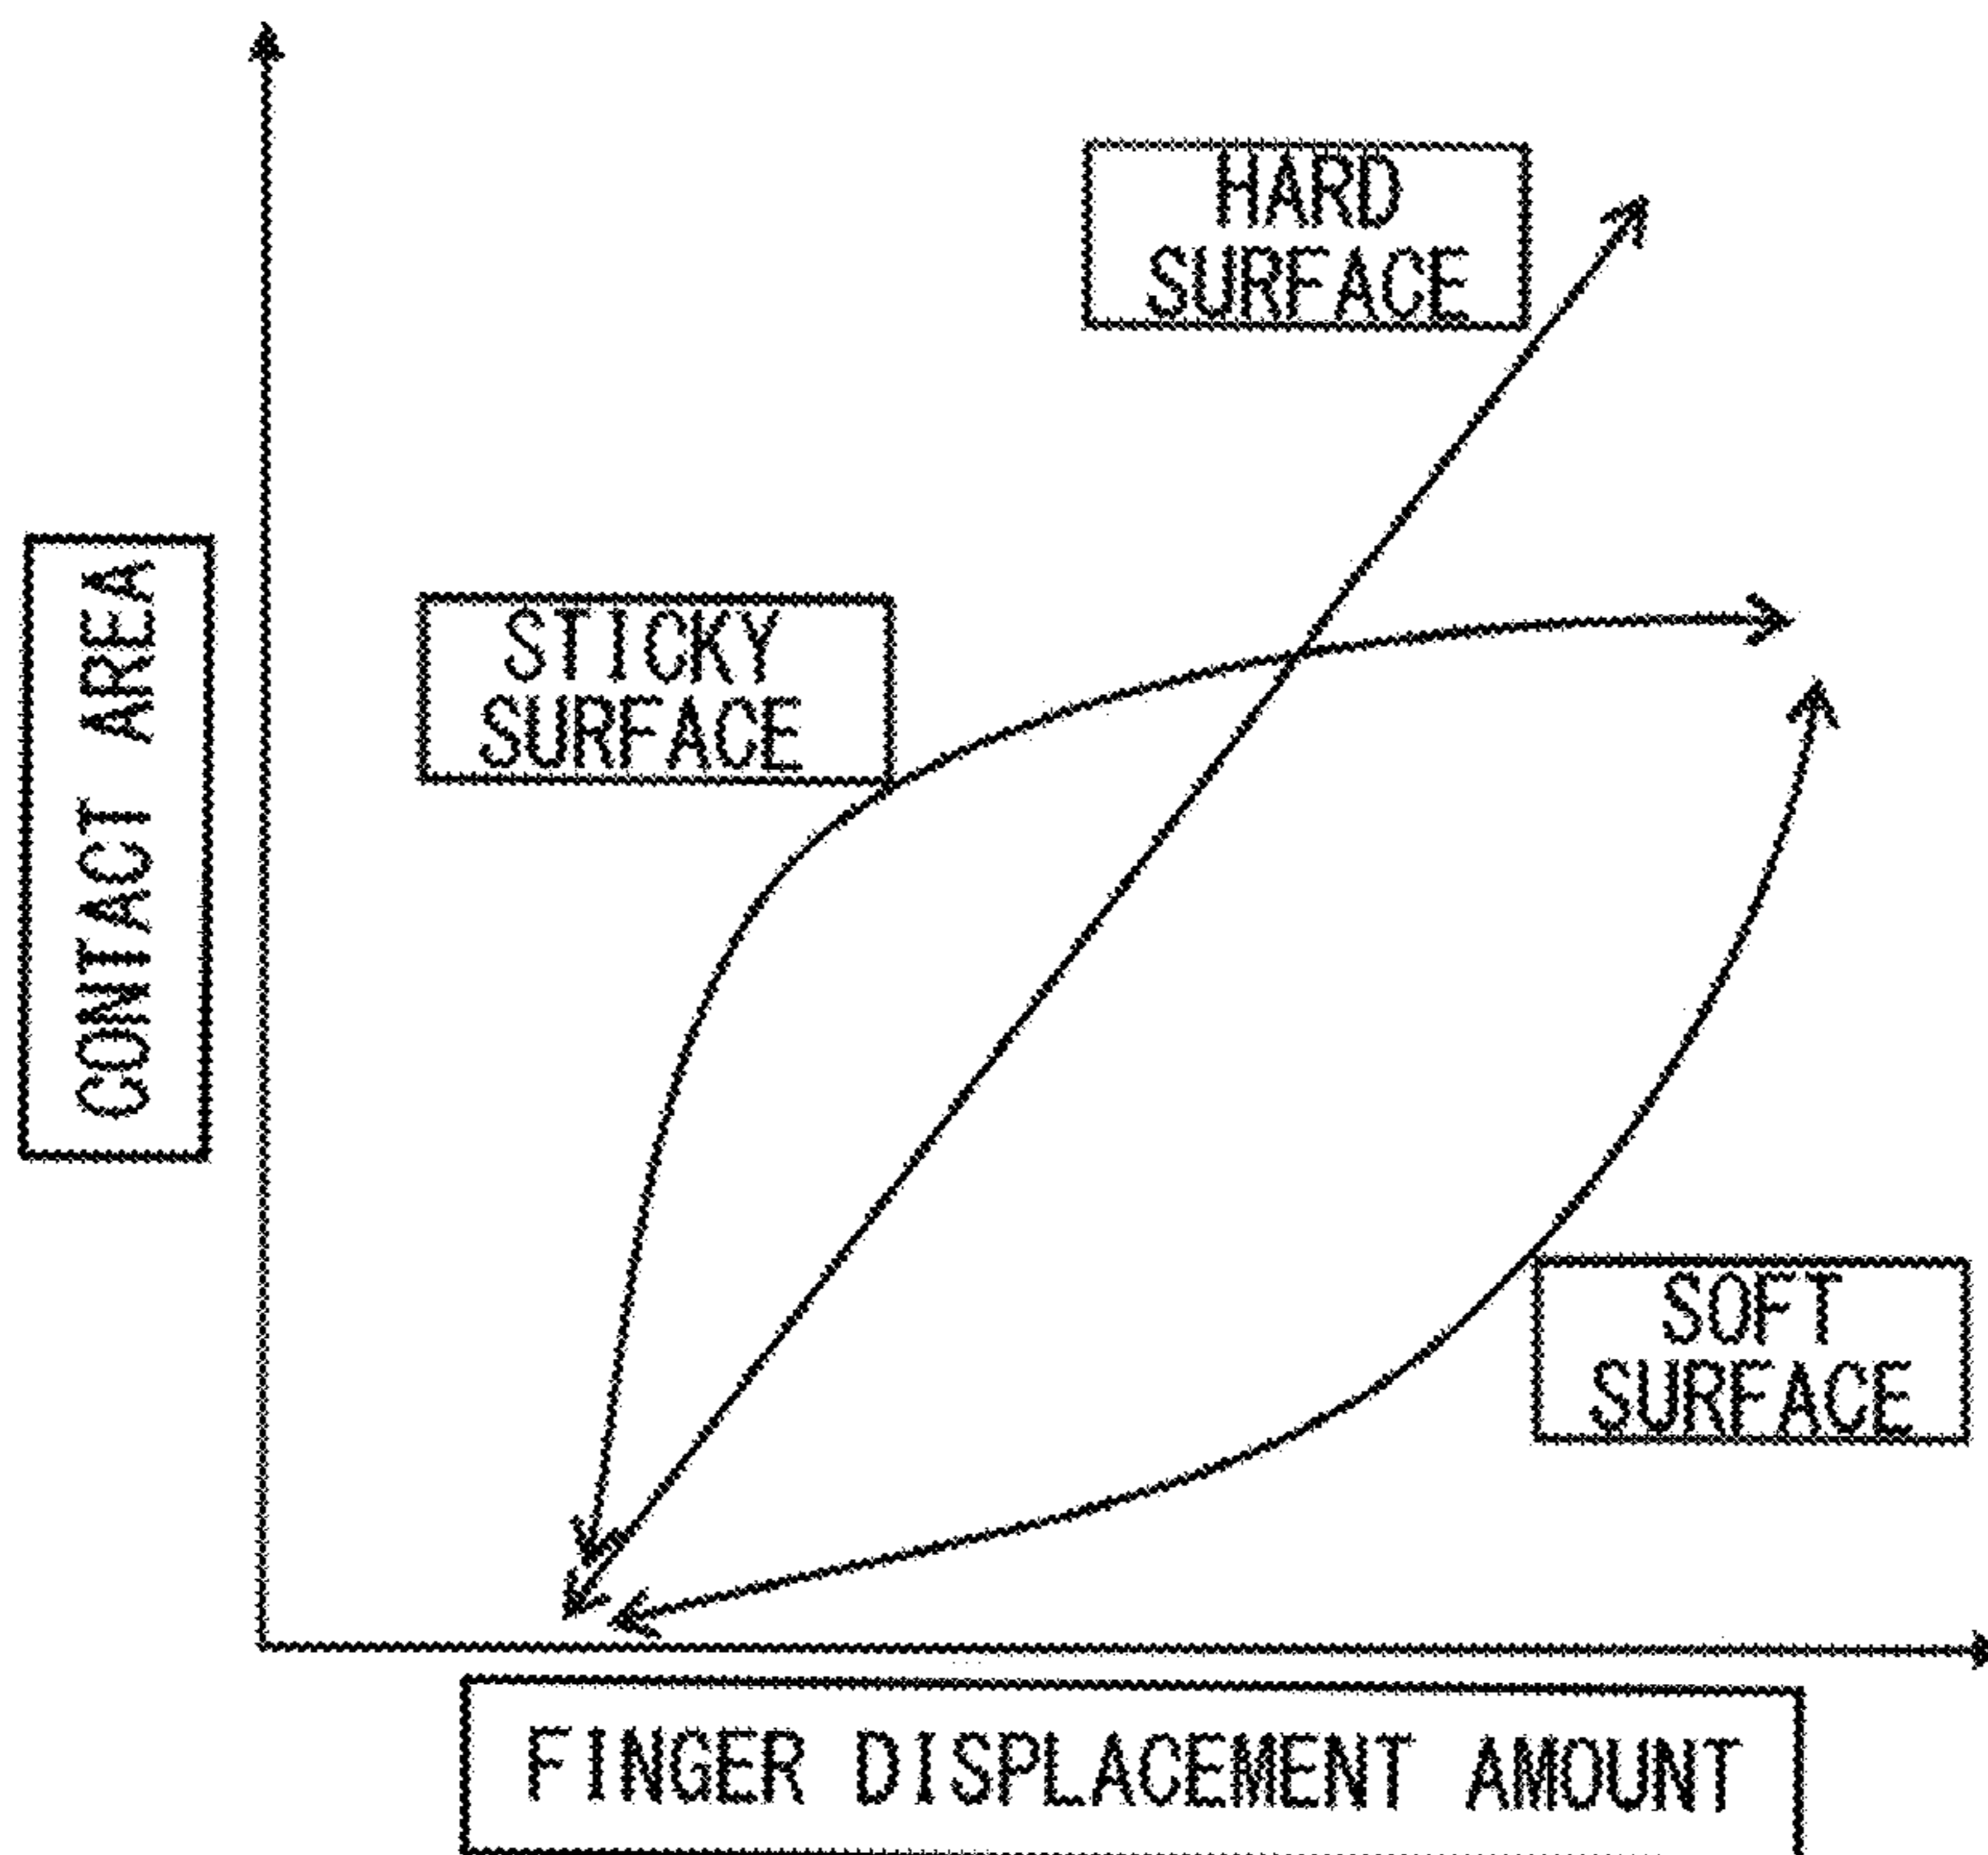 HARD
SURFACE
STICKY
SURFACE
CONTACT AREA
SOFT
SURFACE
FINGER DISPLACEMENT AMOUNT